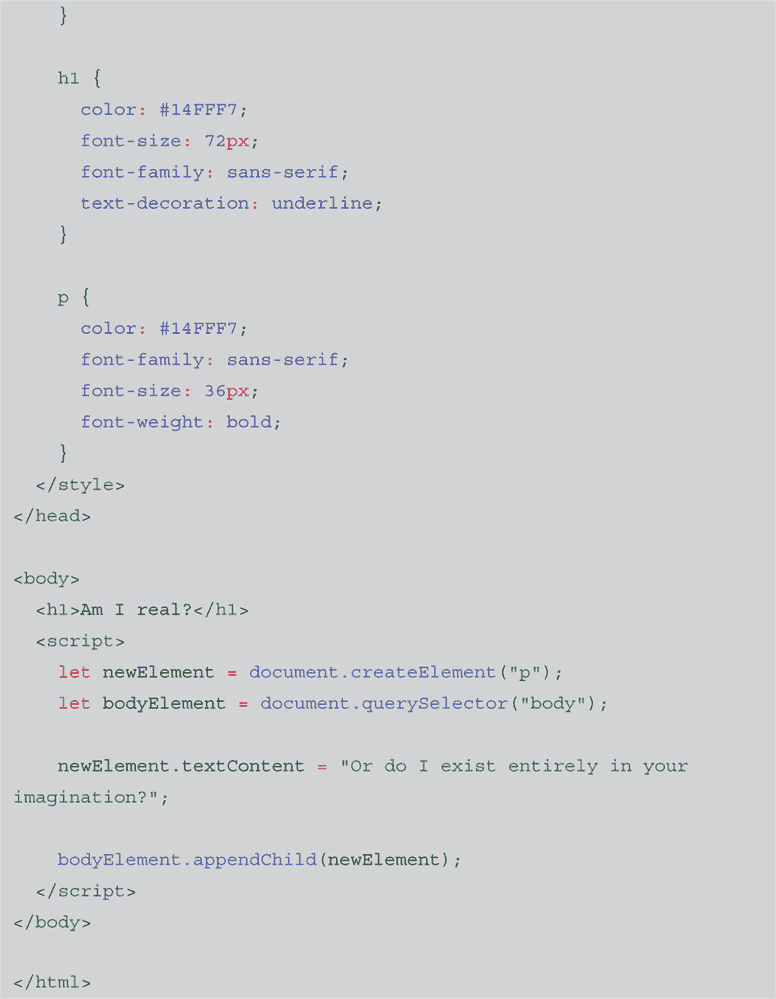 }

    h1 {
      color: #14FFF7;
      font-size: 72px;
      font-family: sans-serif;
      text-decoration: underline;
    }

    p {
      color: #14FFF7;
      font-family: sans-serif;
      font-size: 36px;
      font-weight: bold;
    }
  </style>
</head>

<body>
  <h1>Am I real?</h1>
  <script>
    let newElement = document.createElement("p");
    let bodyElement = document.querySelector("body");

    newElement.textContent = "Or do I exist entirely in your
imagination?";

    bodyElement.appendChild(newElement);
  </script>
</body>

</html>